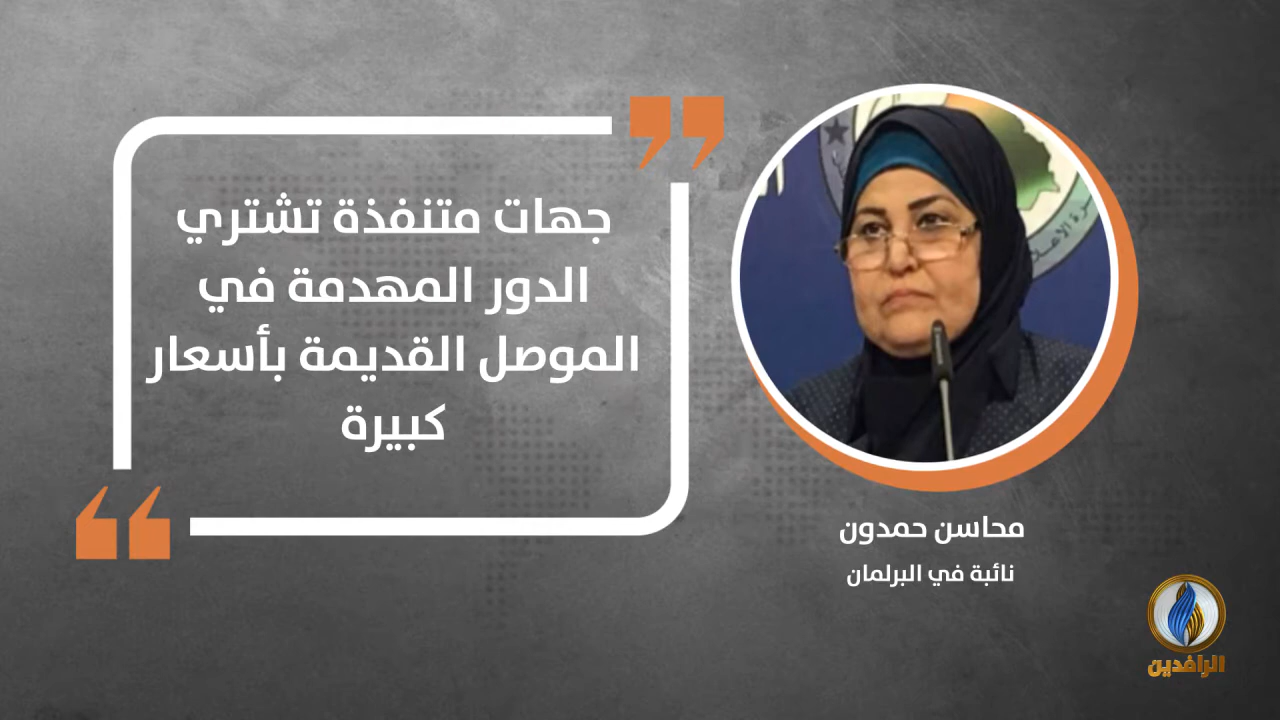 جهات متنفذة تشتري
الدور المهدمة في
الموصل القديمة بأسعار
كبيرة
محاسن حمدون
نائبة في البرلمان
الرافدين